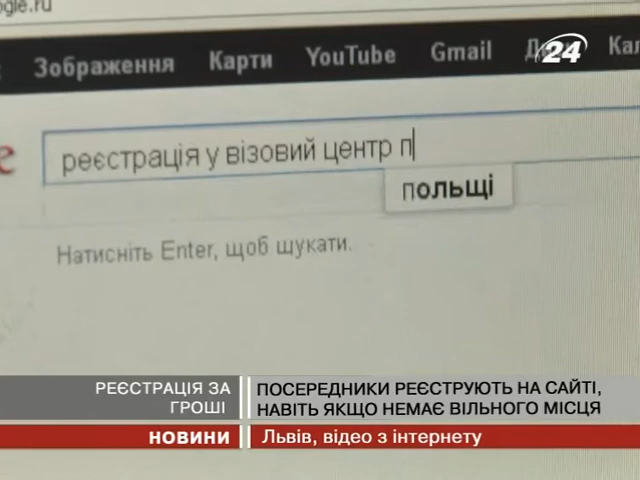 ogle.ru
Зображення Карти YouTube Gmail
24
реєстрація у візовий центр п
польщі
Натисніть Enter, щоб шукати.
РЕЄСТРАЦІЯ ЗА
ГРОШІ
ПОСЕРЕДНИКИ РЕЄСТРУЮТЬ НА САЙТІ,
НАВІТЬ ЯКЩО НЕМАЄ ВІЛЬНОГО МІСЦЯ
НОВИНИ
Львів, відео з інтернету